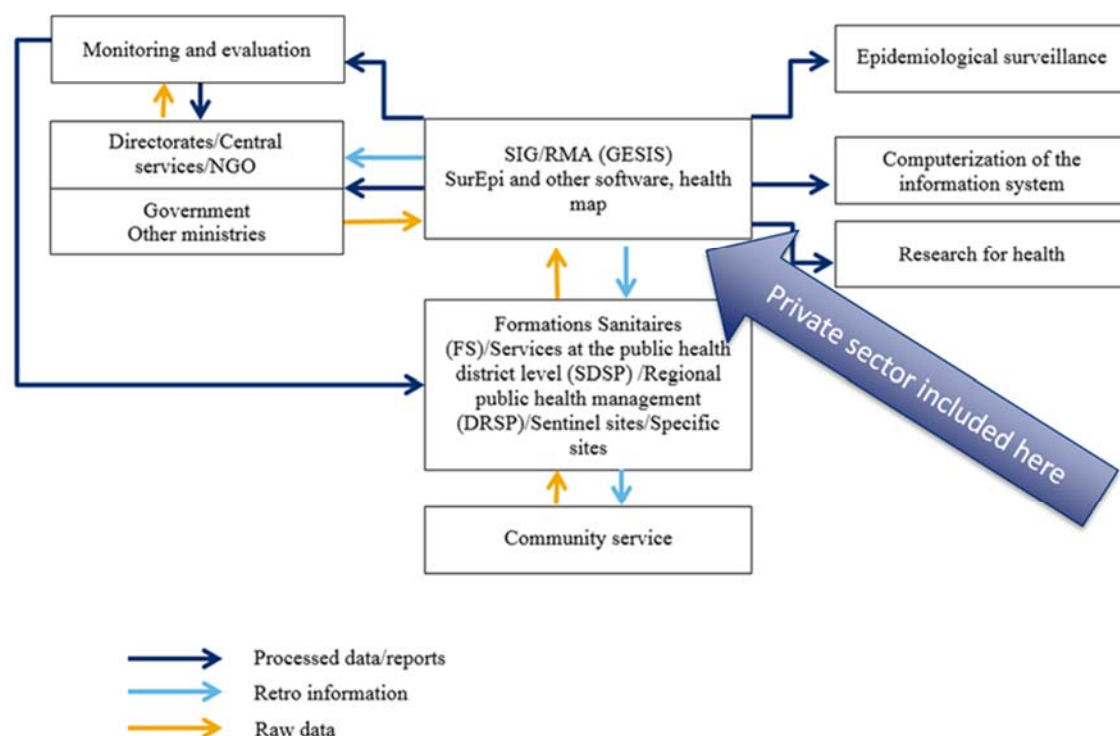 Monitoring and evaluation
Directorates/Central
services/NGO
Government
Other ministries
SIG/RMA (GESIS)
SurEpi and other software, health
map
Epidemiological surveillance
Computerization of the
information system
Research for health
Private sector included here
Formations Sanitaires
(FS)/Services at the public health
district level (SDSP) /Regional
public health management
(DRSP)/Sentinel sites/Specific
sites
Community service
Processed data/reports
Retro information
Raw data